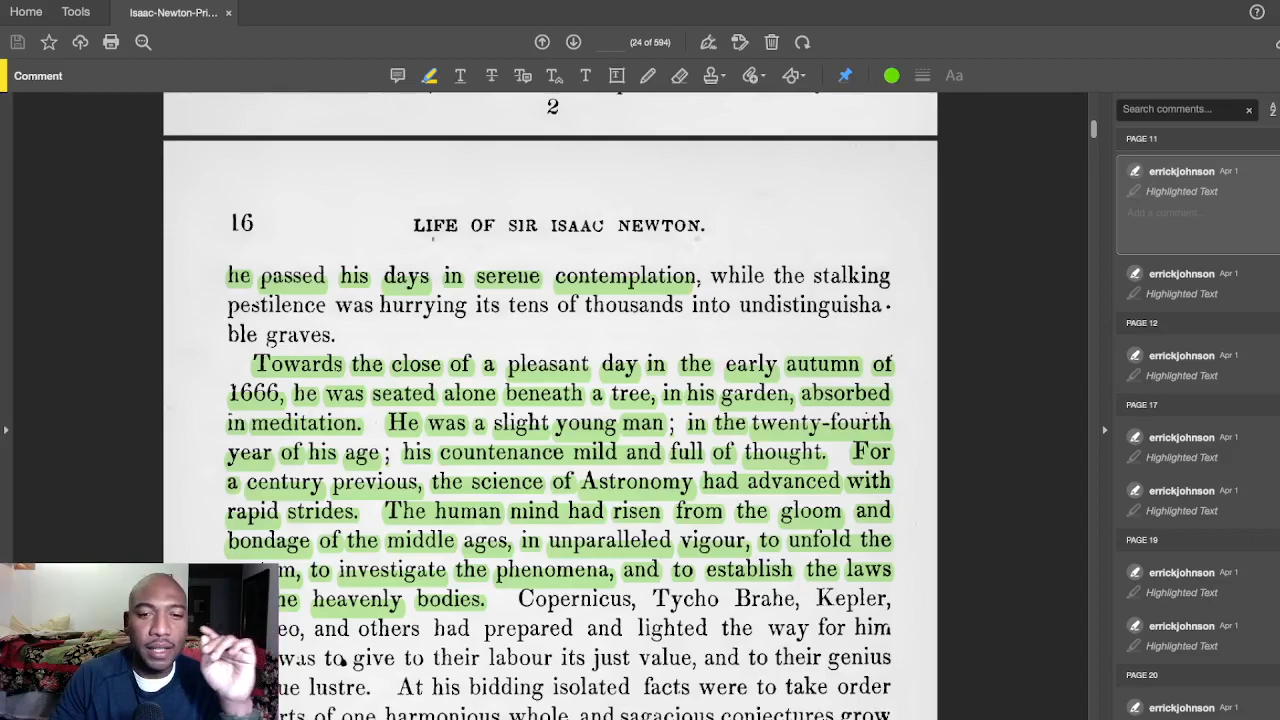 Home
Tools
Isaac-Newton-Pri... ×
(24 of 594)
Comment
Aa
Search comments...
2
16
LIFE OF SIR ISAAC NEWTON.
he passed his days in serene contemplation, while the stalking
pestilence was hurrying its tens of thousands into undistinguisha-
ble graves.
Towards the close of a pleasant day in the early autumn of
1666, he was seated alone beneath a tree, in his garden, absorbed
in meditation. He was a slight young man; in the twenty-fourth
year of his age; his countenance mild and full of thought. For
a century previous, the science of Astronomy had advanced with
rapid strides. The human mind had risen from the gloom and
bondage of the middle ages, in unparalleled vigour, to unfold the
to investigate the phenomena, and to establish the laws
heavenly bodies. Copernicus, Tycho Brahe, Kepler,
and others had prepared and lighted the way for him
was to give to their labour its just value, and to their genius
lustre. At his bidding isolated facts were to take order
of one harmonious whole, and sagacious conjectures grow
PAGE 11
errickjohnson Apr 1
Highlighted Text
Add a comment...
errickjohnson Apr 1
Highlighted Text
PAGE 12
errickjohnson Apr 1
Highlighted Text
PAGE 17
errickjohnson Apr 1
Highlighted Text
errickjohnson Apr 1
Highlighted Text
PAGE 19
errickjohnson Apr 1
Highlighted Text
errickjohnson Apr 1
Highlighted Text
PAGE 20
errickjohnson Apr 1